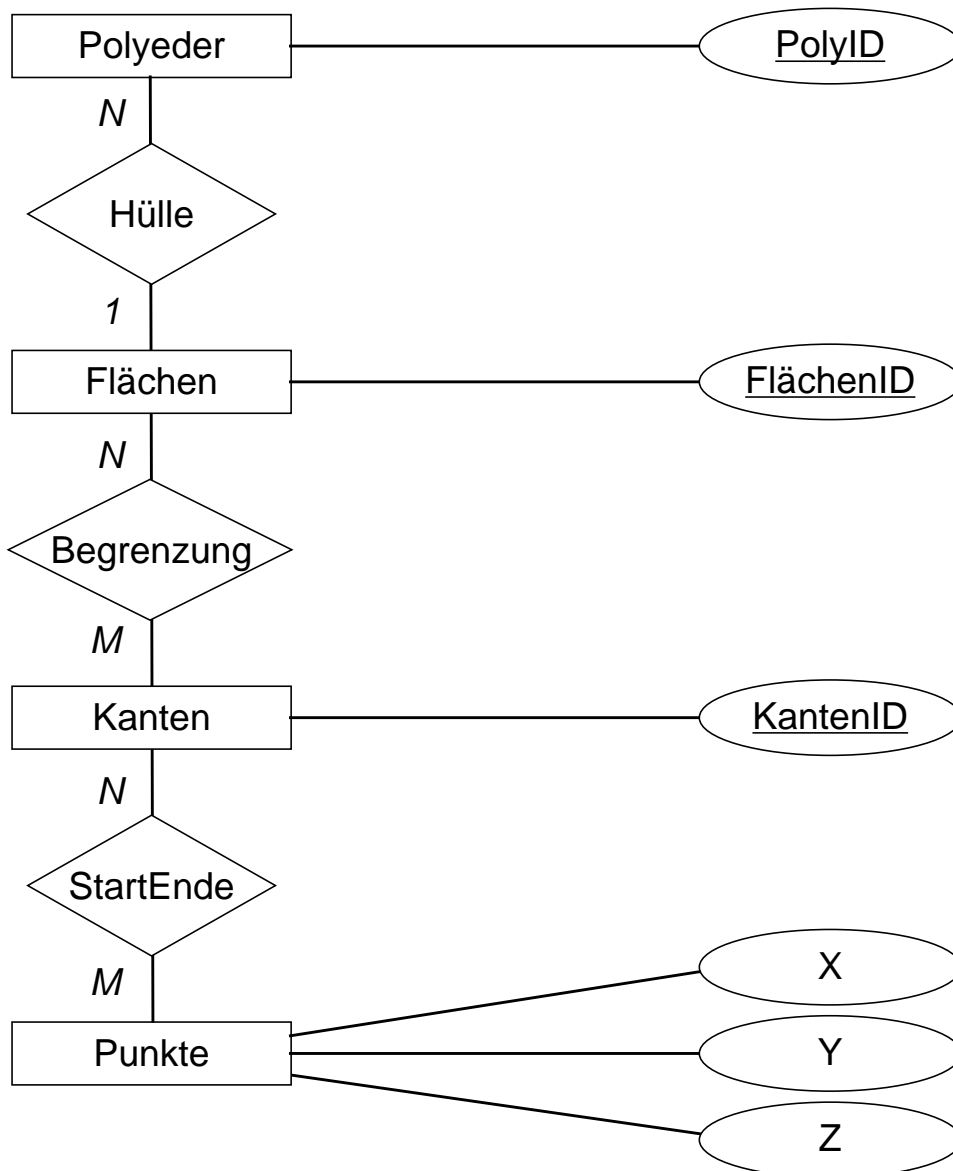 Polyeder PolyID
N
Hülle
1
Flächen FlächenID
N
Begrenzung
M
Kanten KantenID
N
StartEnde
X
M
Punkte Y
Z